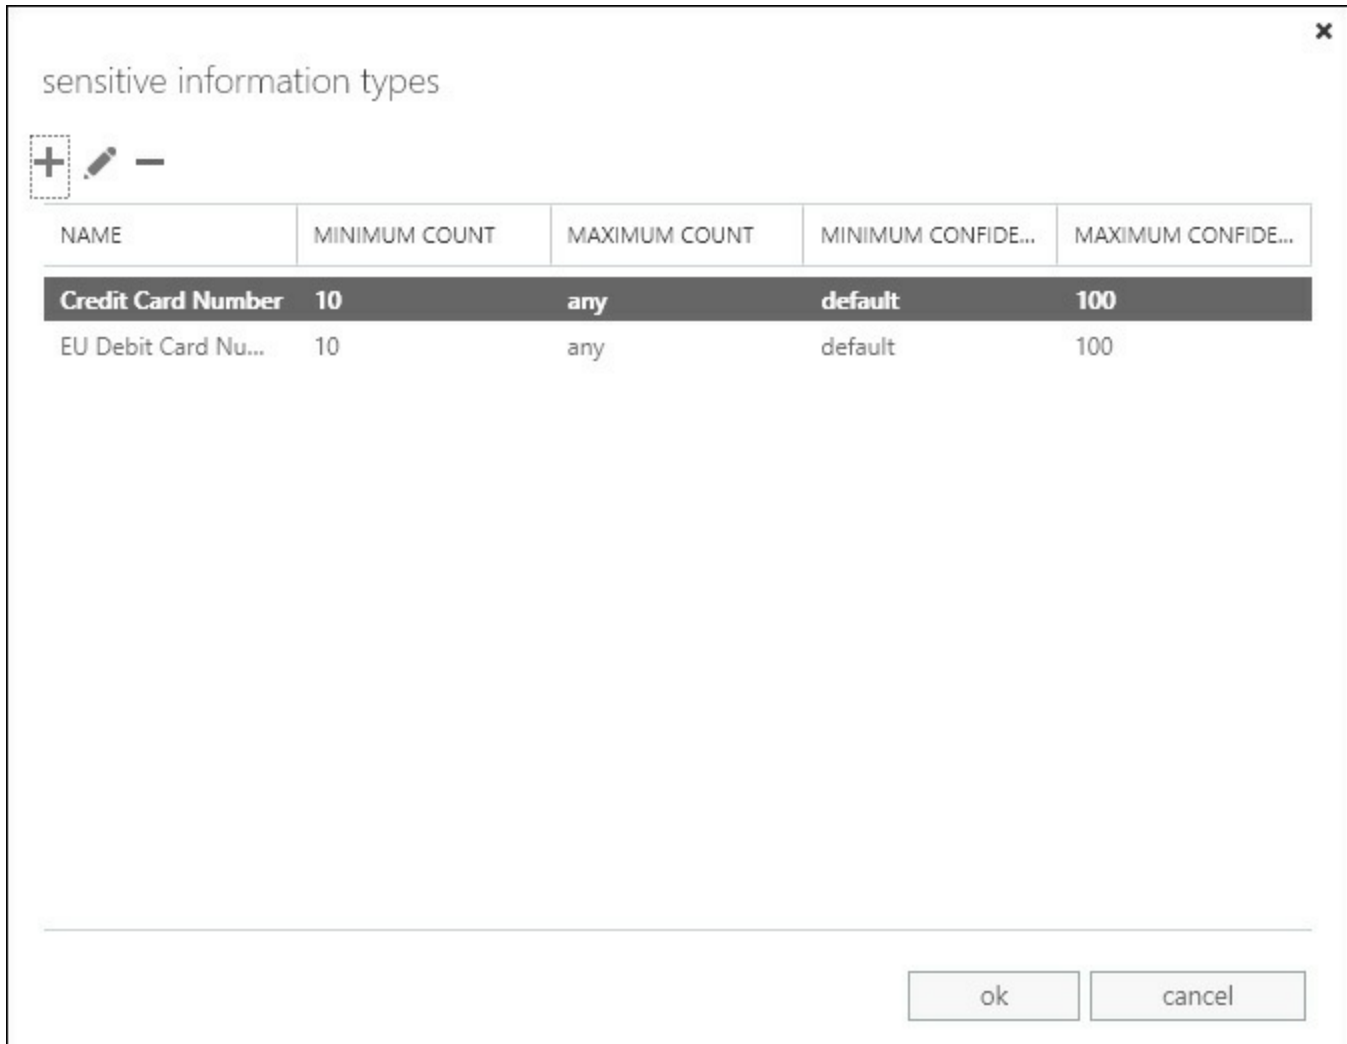 sensitive information types
NAME MINIMUM COUNT MAXIMUM COUNT MINIMUM CONFIDE... MAXIMUM CONFIDE...
Credit Card Number 10 any default 100
EU Debit Card Nu... 10 any default 100
ok cancel